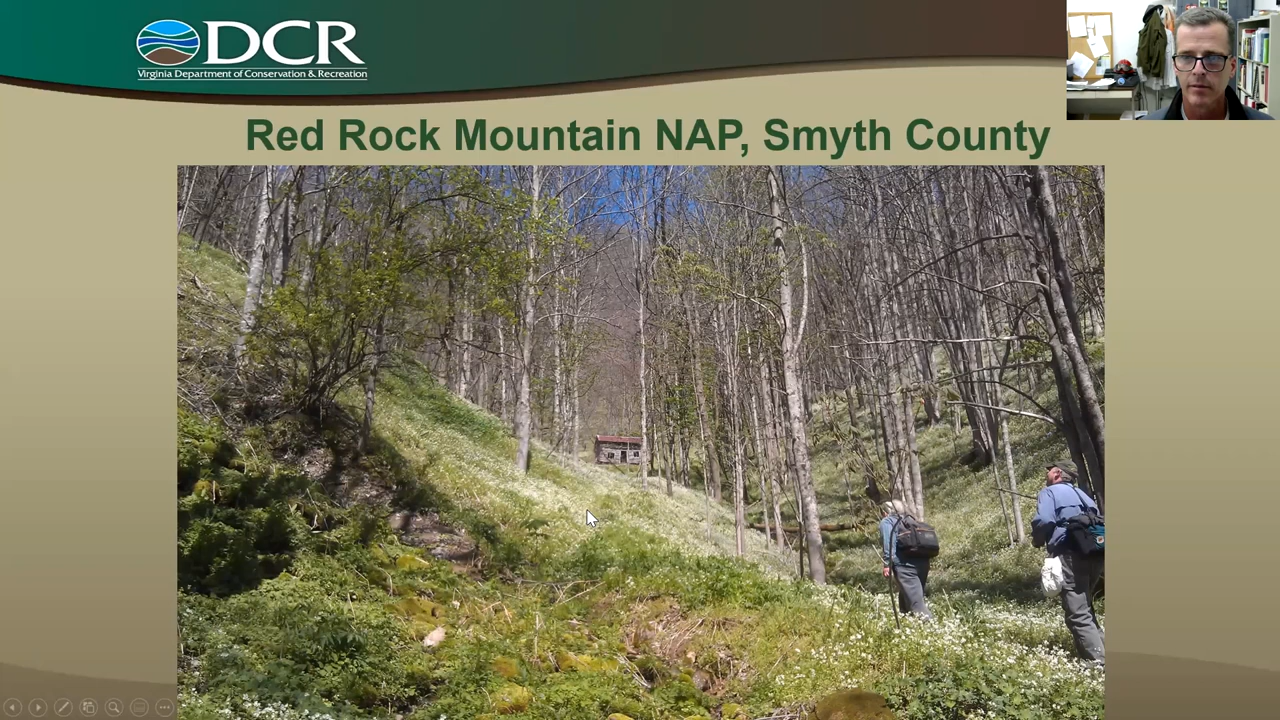 DCR
Virginia Department of Conservation & Recreation
Red Rock Mountain NAP, Smyth County